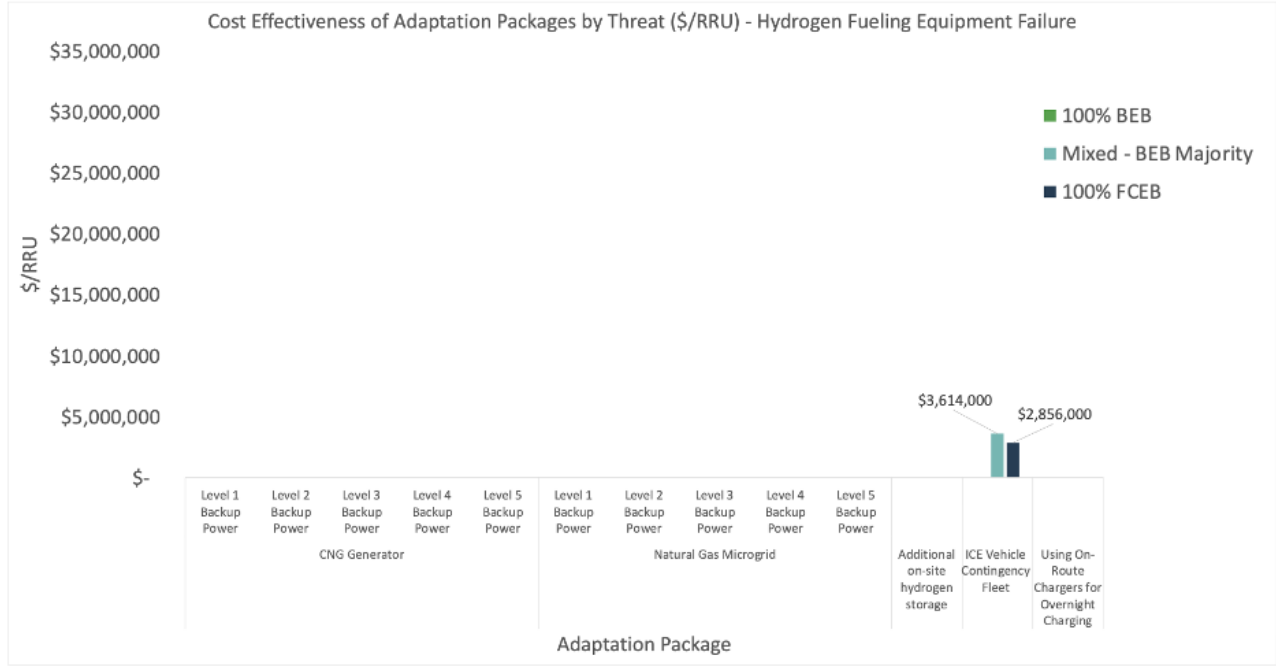 Cost Effectiveness of Adaptation Packages by Threat ($/RRU) - Hydrogen Fueling Equipment Failure
$35,000,000
$30,000,000
$25,000,000
$20,000,000
$15,000,000
$10,000,000
$5,000,000
$-
$/RRU
100% BEB
Mixed - BEB Majority
100% FCEB
$3,614,000
$2,856,000
Level 1
Backup
Power
Level 2
Backup
Power
Level 3
Backup
Power
Level 4
Backup
Power
Level 5
Backup
Power
Level 1
Backup
Power
Level 2
Backup
Power
Level 3
Backup
Power
Level 4
Backup
Power
Level 5
Backup
Power
CNG Generator
Natural Gas Microgrid
Additional
on-site
hydrogen
storage
ICE Vehicle
Contingency
Fleet
Using On-
Route
Chargers for
Overnight
Charging
Adaptation Package